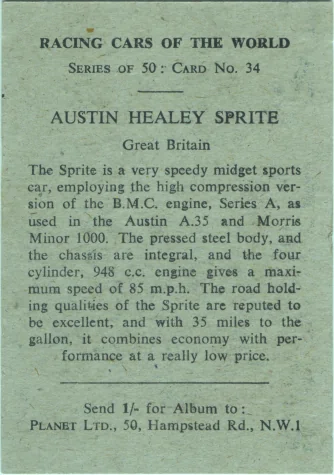 RACING CARS OF THE WORLD
SERIES OF 50: CARD NO. 34
AUSTIN HEALEY SPRITE
Great Britain
The Sprite is a very speedy midget sports
car, employing the high compression ver-
sion of the B.M.C. engine, Series A, as
used in the Austin A.35 and Morris
Minor 1000. The pressed steel body, and
the chassis are integral, and the four
cylinder, 948 c.c. engine gives a maxi-
mum speed of 85 m.p.h. The road hold-
ing qualities of the Sprite are reputed to
be excellent, and with 35 miles to the
gallon, it combines economy with per-
formance at a really low price.
Send 1/- for Album to:
PLANET LTD., 50, Hampstead Rd., N.W.1